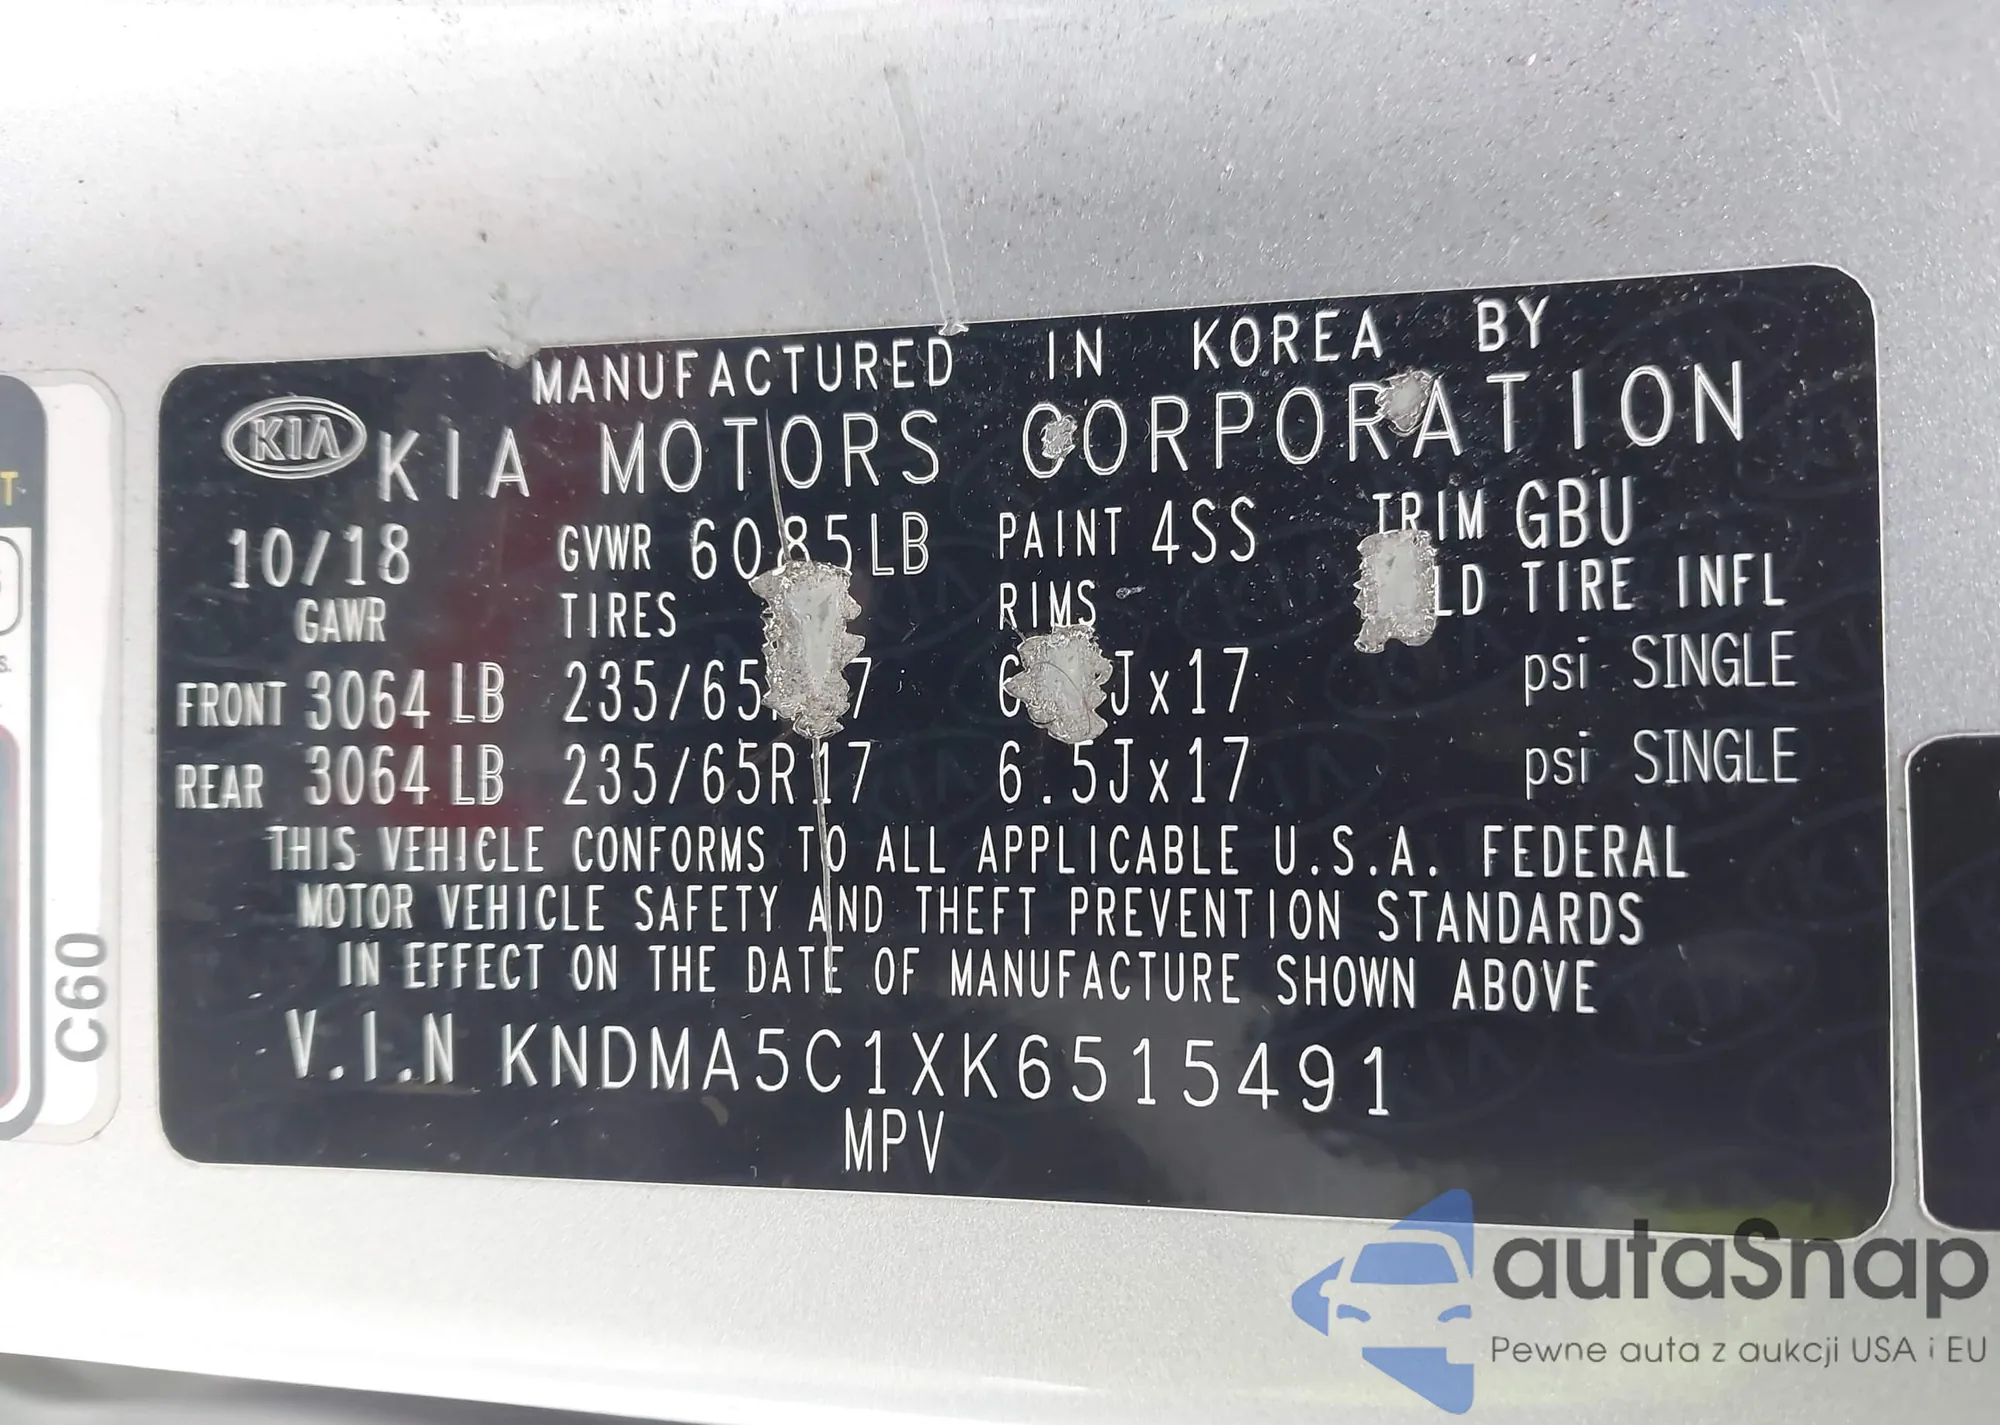 MANUFACTURED IN KOREA BY
KIA KIA MOTORS CORPORATION
10/18 GVWR 6085LB PAINT 4SS TRIM GBU
GAWR TIRES RIMS TIRE INFL
FRONT 3064 LB psi SINGLE
REAR 3064 LB 235/65R17 6.5Jx17 psi SINGLE
THIS VEHICLE CONFORMS TO ALL APPLICABLE U.S.A. FEDERAL
MOTOR VEHICLE SAFETY AND THEFT PREVENTION STANDARDS
IN EFFECT ON THE DATE OF MANUFACTURE SHOWN ABOVE
V.I.N KNDMA5C1XK6515491
MPV
C60
autaSnap
Pewne auta z aukcji USA i EU